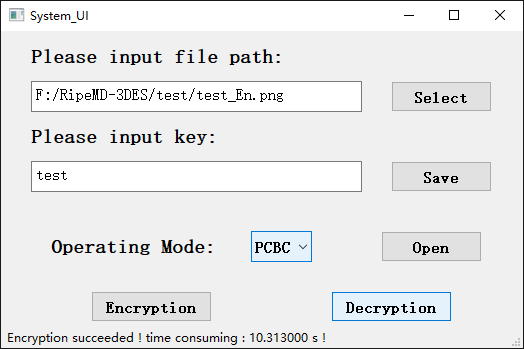 System_UI
Please input file path:
F:/RipeMD-3DES/test/test_En.png
Select
Please input key:
test
Save
Operating Mode:
PCBC
Open
Encryption
Decryption
Encryption succeeded ! time consuming : 10.313000 s !